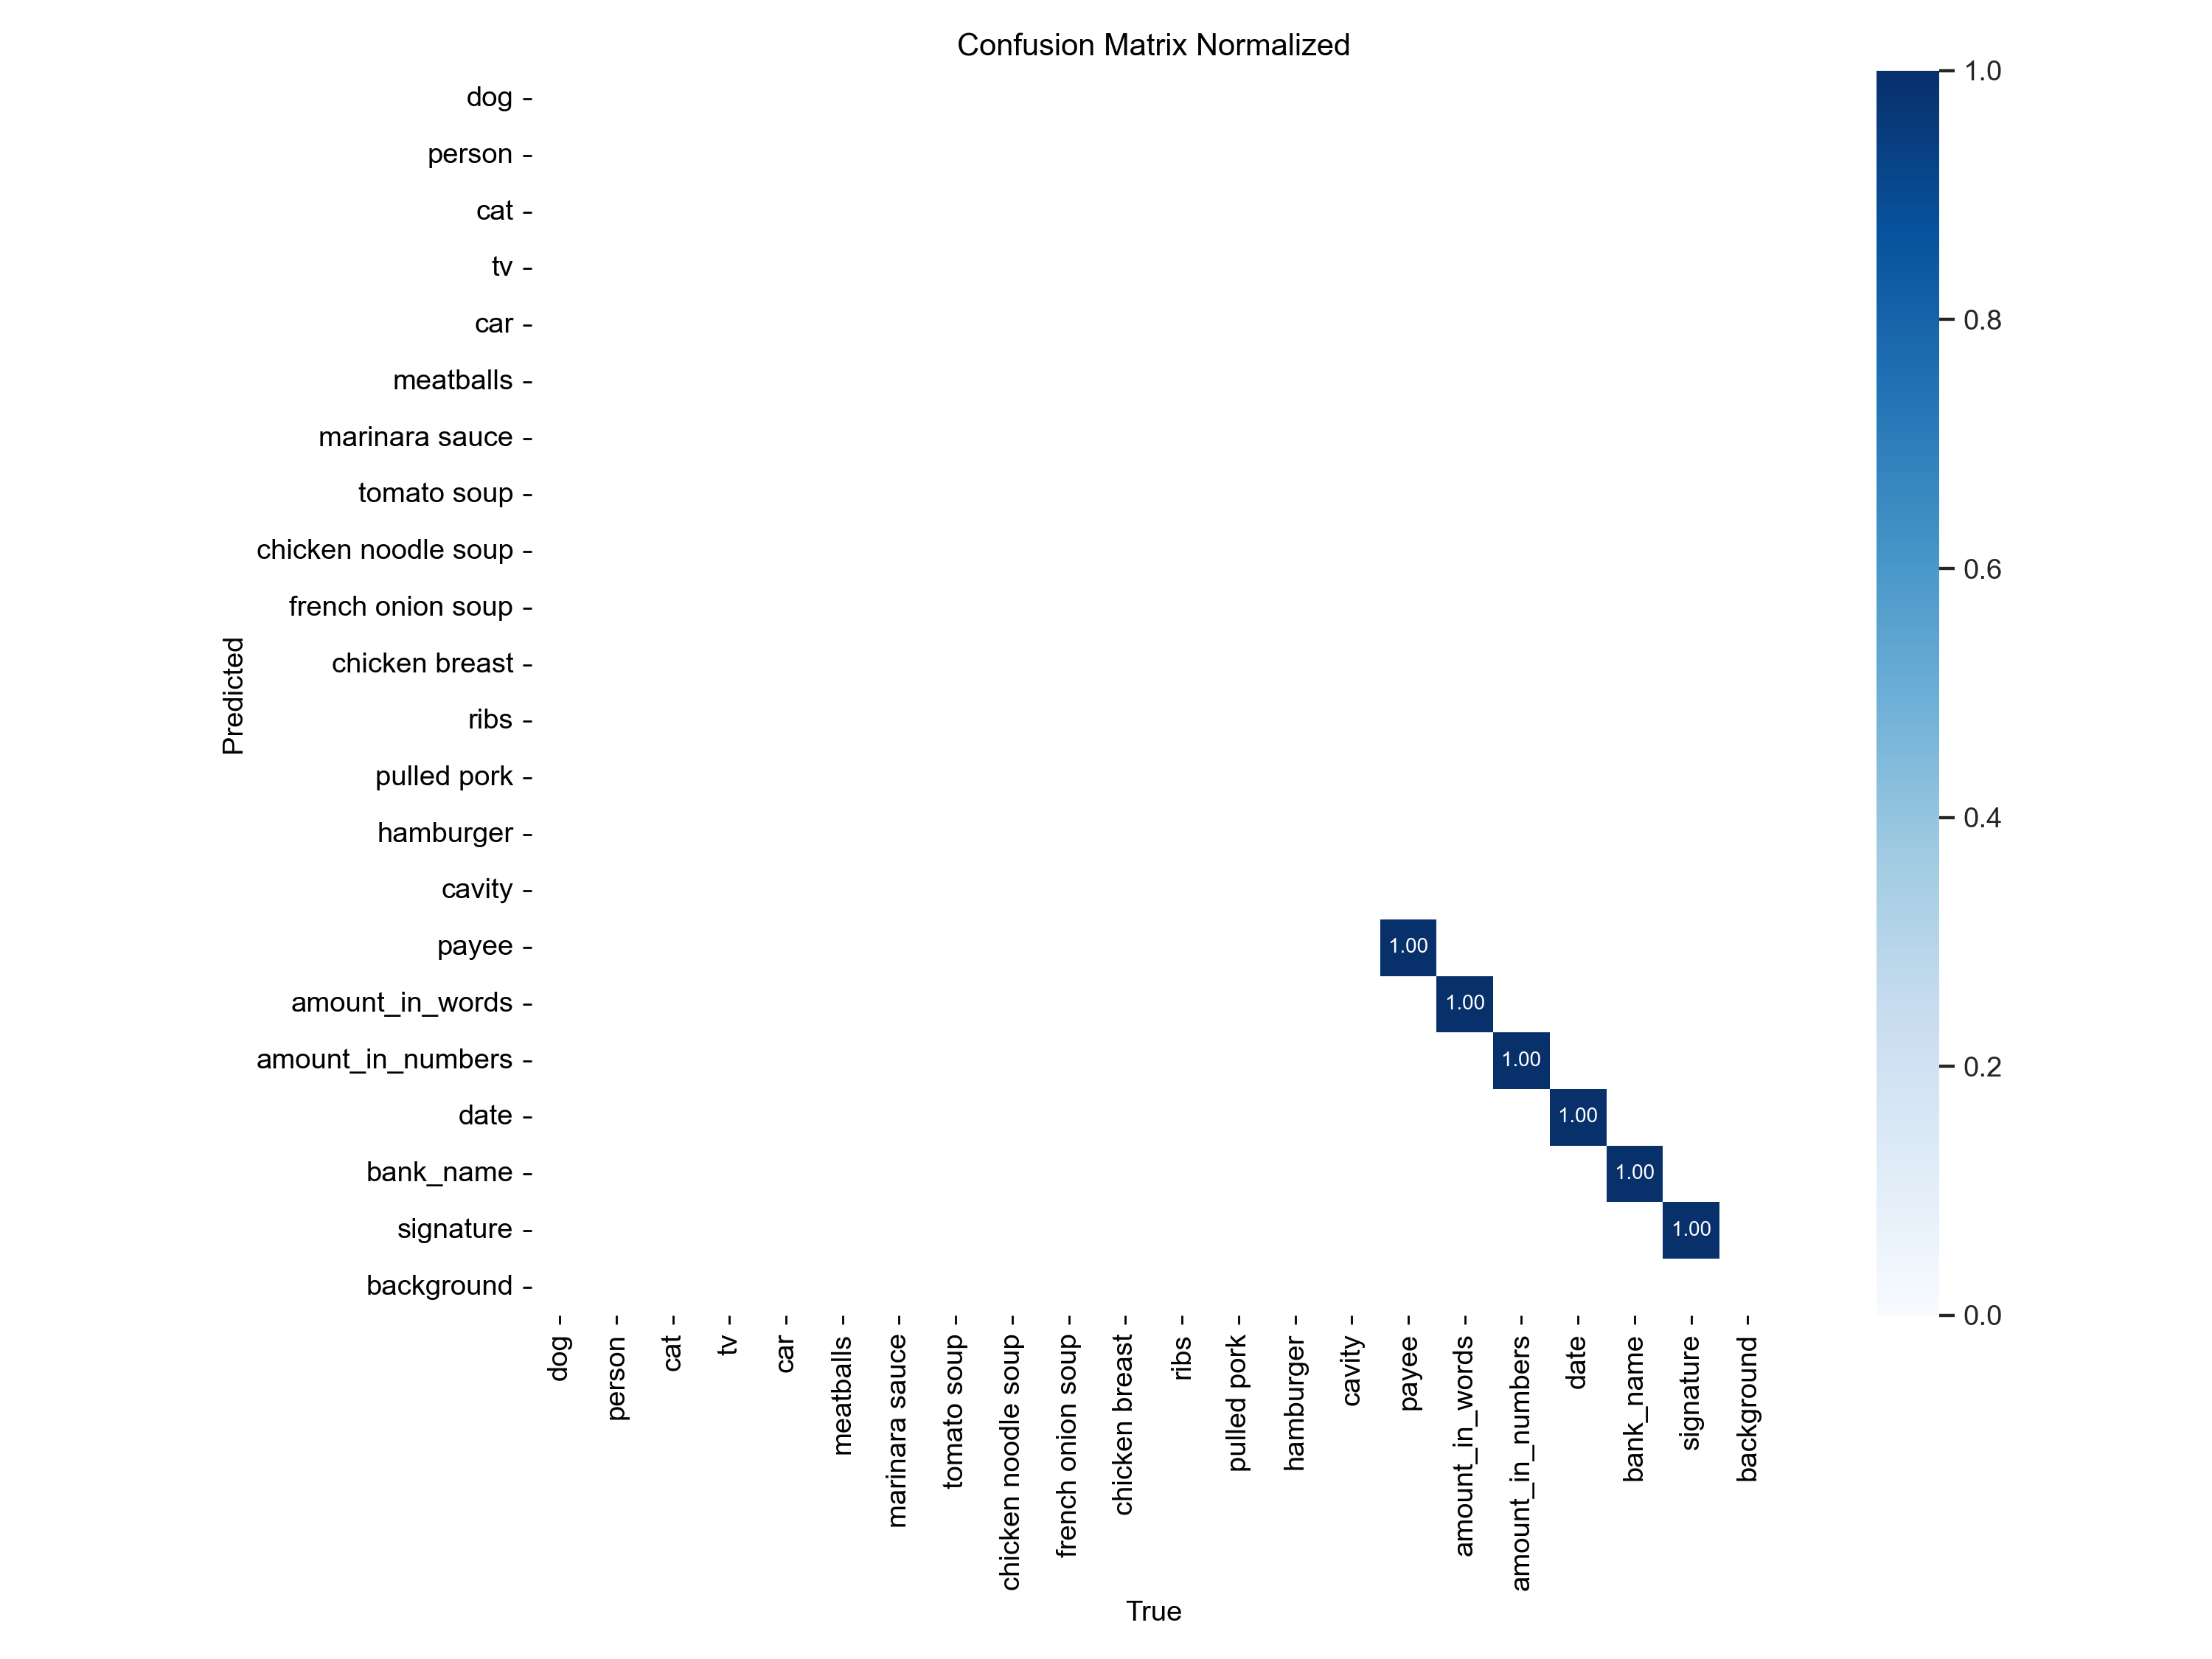 Confusion Matrix Normalized
dog
person
cat
tv
car
meatballs
marinara sauce
tomato soup
chicken noodle soup
french onion soup
chicken breast
ribs
pulled pork
hamburger
cavity
payee
amount_in_words
amount_in_numbers
date
bank_name
signature
background
Predicted
1.00
1.00
1.00
1.00
1.00
1.00
dog
person
cat
tv
car
meatballs
marinara sauce
tomato soup
chicken noodle soup
french onion soup
chicken breast
ribs
pulled pork
hamburger
cavity
payee
amount_in_words
amount_in_numbers
date
bank_name
signature
background
True
1.0
0.8
0.6
0.4
0.2
0.0